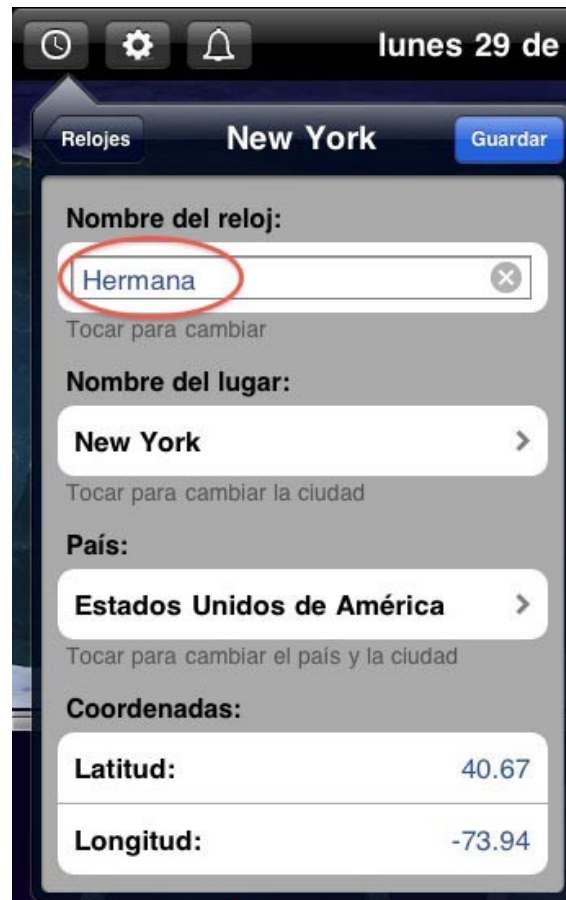 lunes 29 de
Relojes New York Guardar
Nombre del reloj:
Hermana
Tocar para cambiar
Nombre del lugar:
New York
Tocar para cambiar la ciudad
País:
Estados Unidos de América
Tocar para cambiar el país y la ciudad
Coordenadas:
Latitud: 40.67
Longitud: -73.94